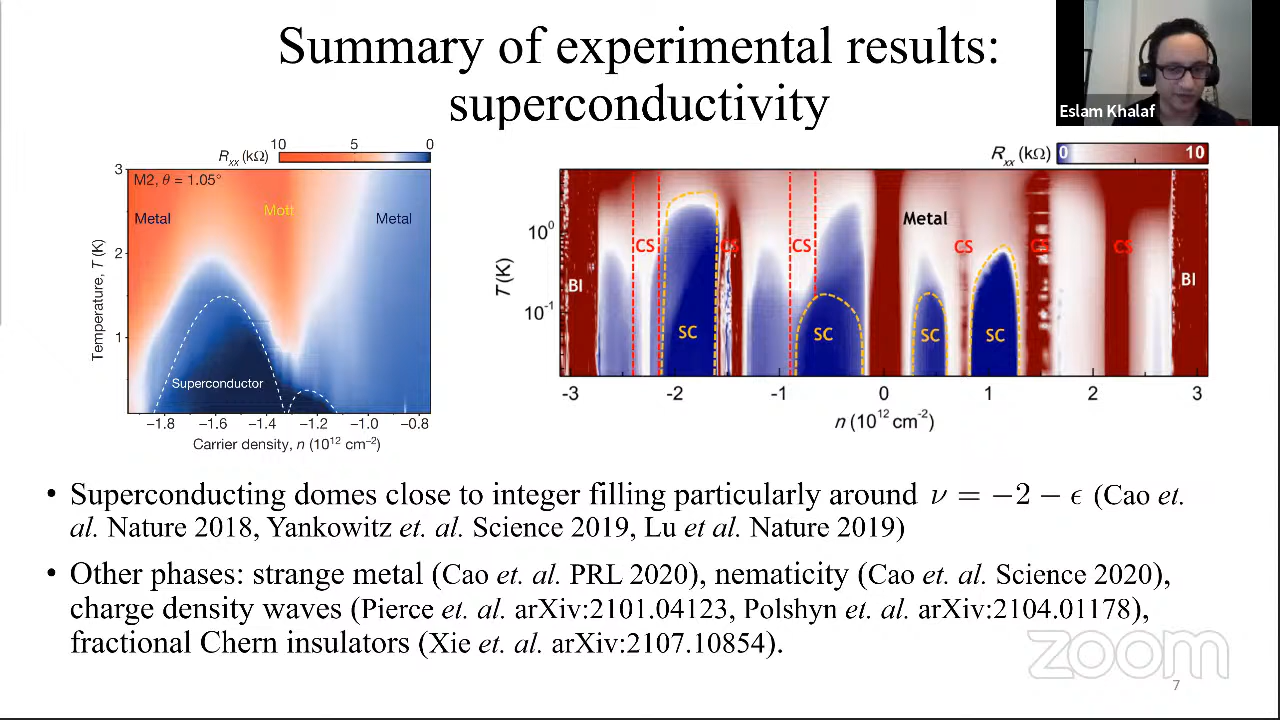 Summary of experimental results:
superconductivity
Eslam Khalaf
10 5 0
Rxx (kΩ)
M2, θ = 1.05°
Metal
Mott
Metal
Superconductor
3
2
1
Temperature, T (K)
−1.8 −1.6 −1.4 −1.2 −1.0 −0.8
Carrier density, n (10¹² cm⁻²)
Rxx (kΩ) 0 10
10⁰
10⁻¹
T (K)
BI
CS
SC
CS
CS
SC
Metal
SC
CS
SC
CS
CS
BI
-3 -2 -1 0 1 2 3
n (10¹² cm⁻²)
• Superconducting domes close to integer filling particularly around ν = −2 − ϵ (Cao et.
al. Nature 2018, Yankowitz et. al. Science 2019, Lu et al. Nature 2019)
• Other phases: strange metal (Cao et. al. PRL 2020), nematicity (Cao et. al. Science 2020),
charge density waves (Pierce et. al. arXiv:2101.04123, Polshyn et. al. arXiv:2104.01178),
fractional Chern insulators (Xie et. al. arXiv:2107.10854).
zoom
7